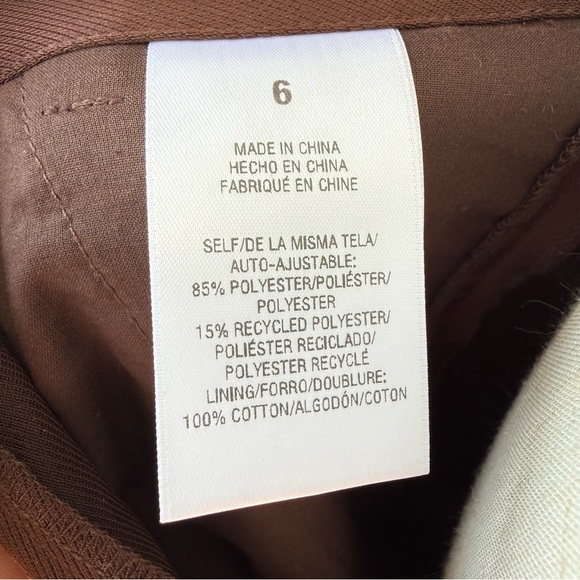 6
MADE IN CHINA
HECHO EN CHINA
FABRIQUÉ EN CHINE
SELF/DE LA MISMA TELA/
AUTO-AJUSTABLE:
85% POLYESTER/POLIÉSTER/
POLYESTER
15% RECYCLED POLYESTER/
POLIÉSTER RECICLADO/
POLYESTER RECYCLÉ
LINING/FORRO/DOUBLURE:
100% COTTON/ALGODÓN/COTON